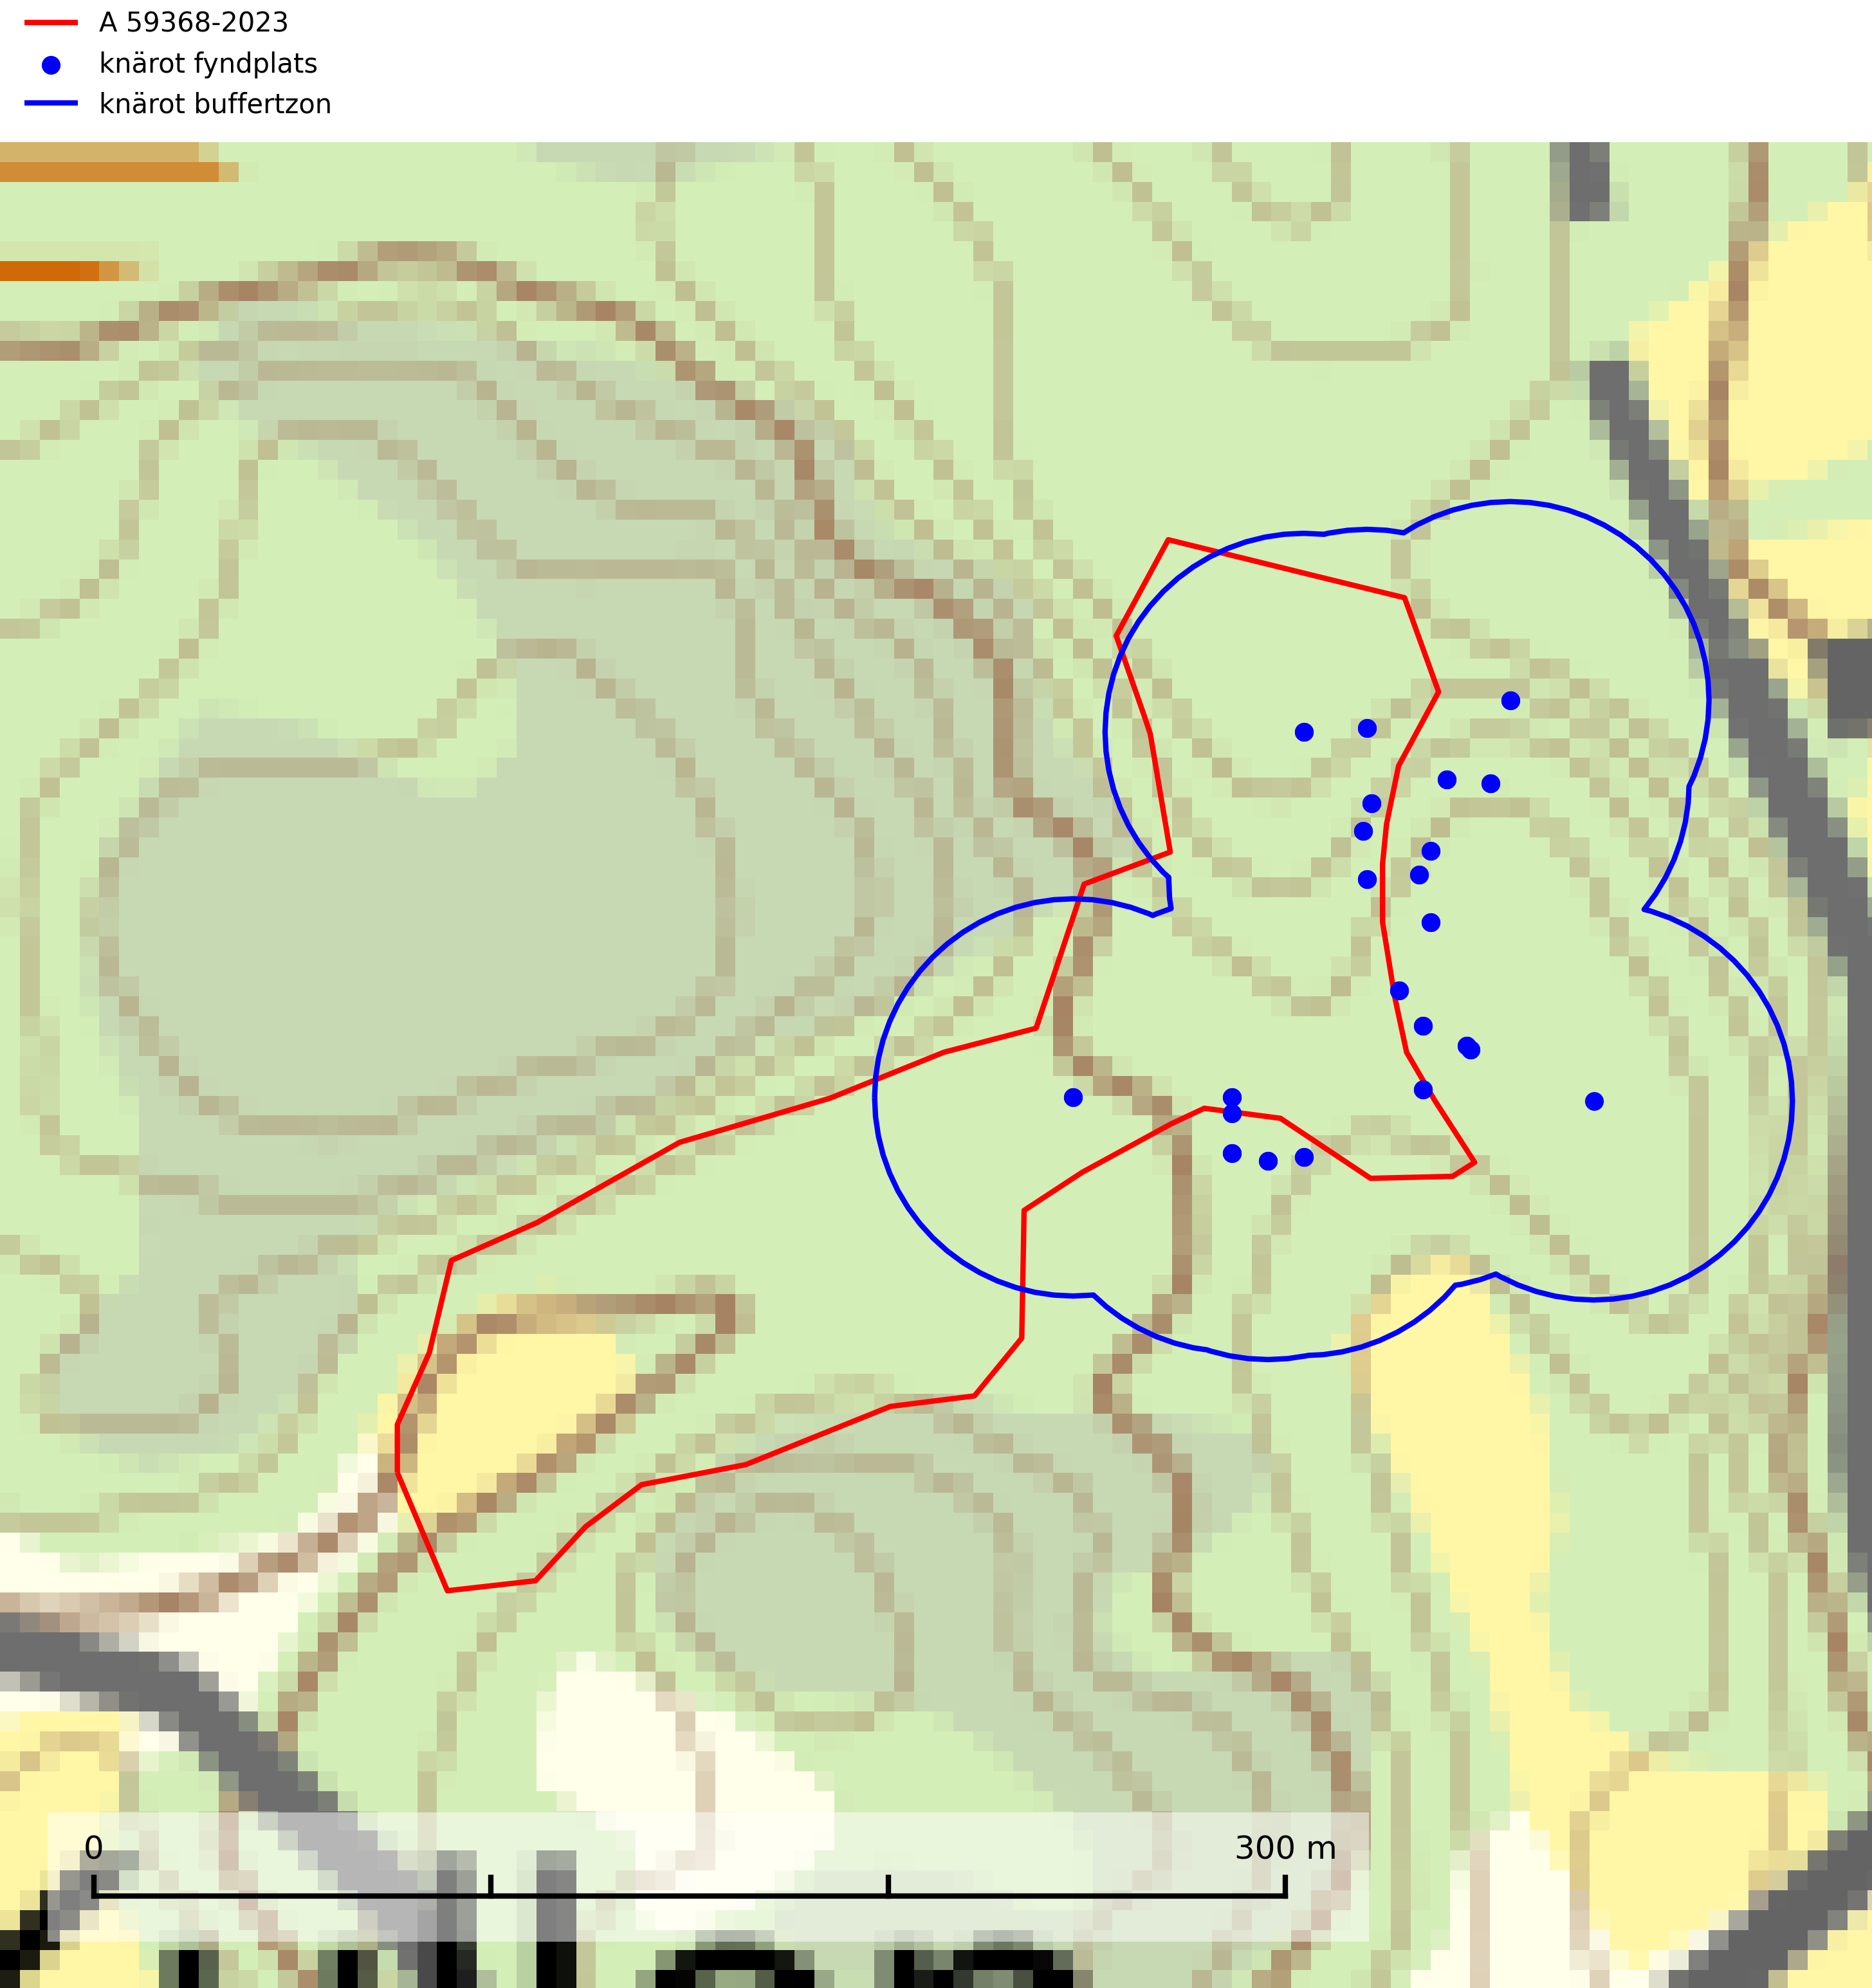 A 59368-2023
knärot fyndplats
knärot buffertzon
0 300 m